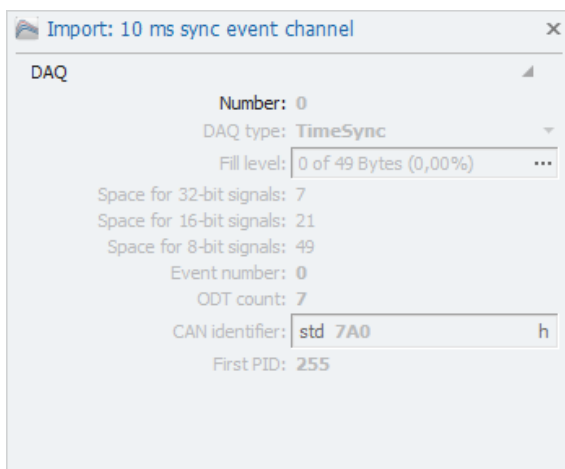 Import: 10 ms sync event channel ×
DAQ
Number: 0
DAQ type: TimeSync
Fill level: 0 of 49 Bytes (0,00%) ...
Space for 32-bit signals: 7
Space for 16-bit signals: 21
Space for 8-bit signals: 49
Event number: 0
ODT count: 7
CAN identifier: std 7A0 h
First PID: 255